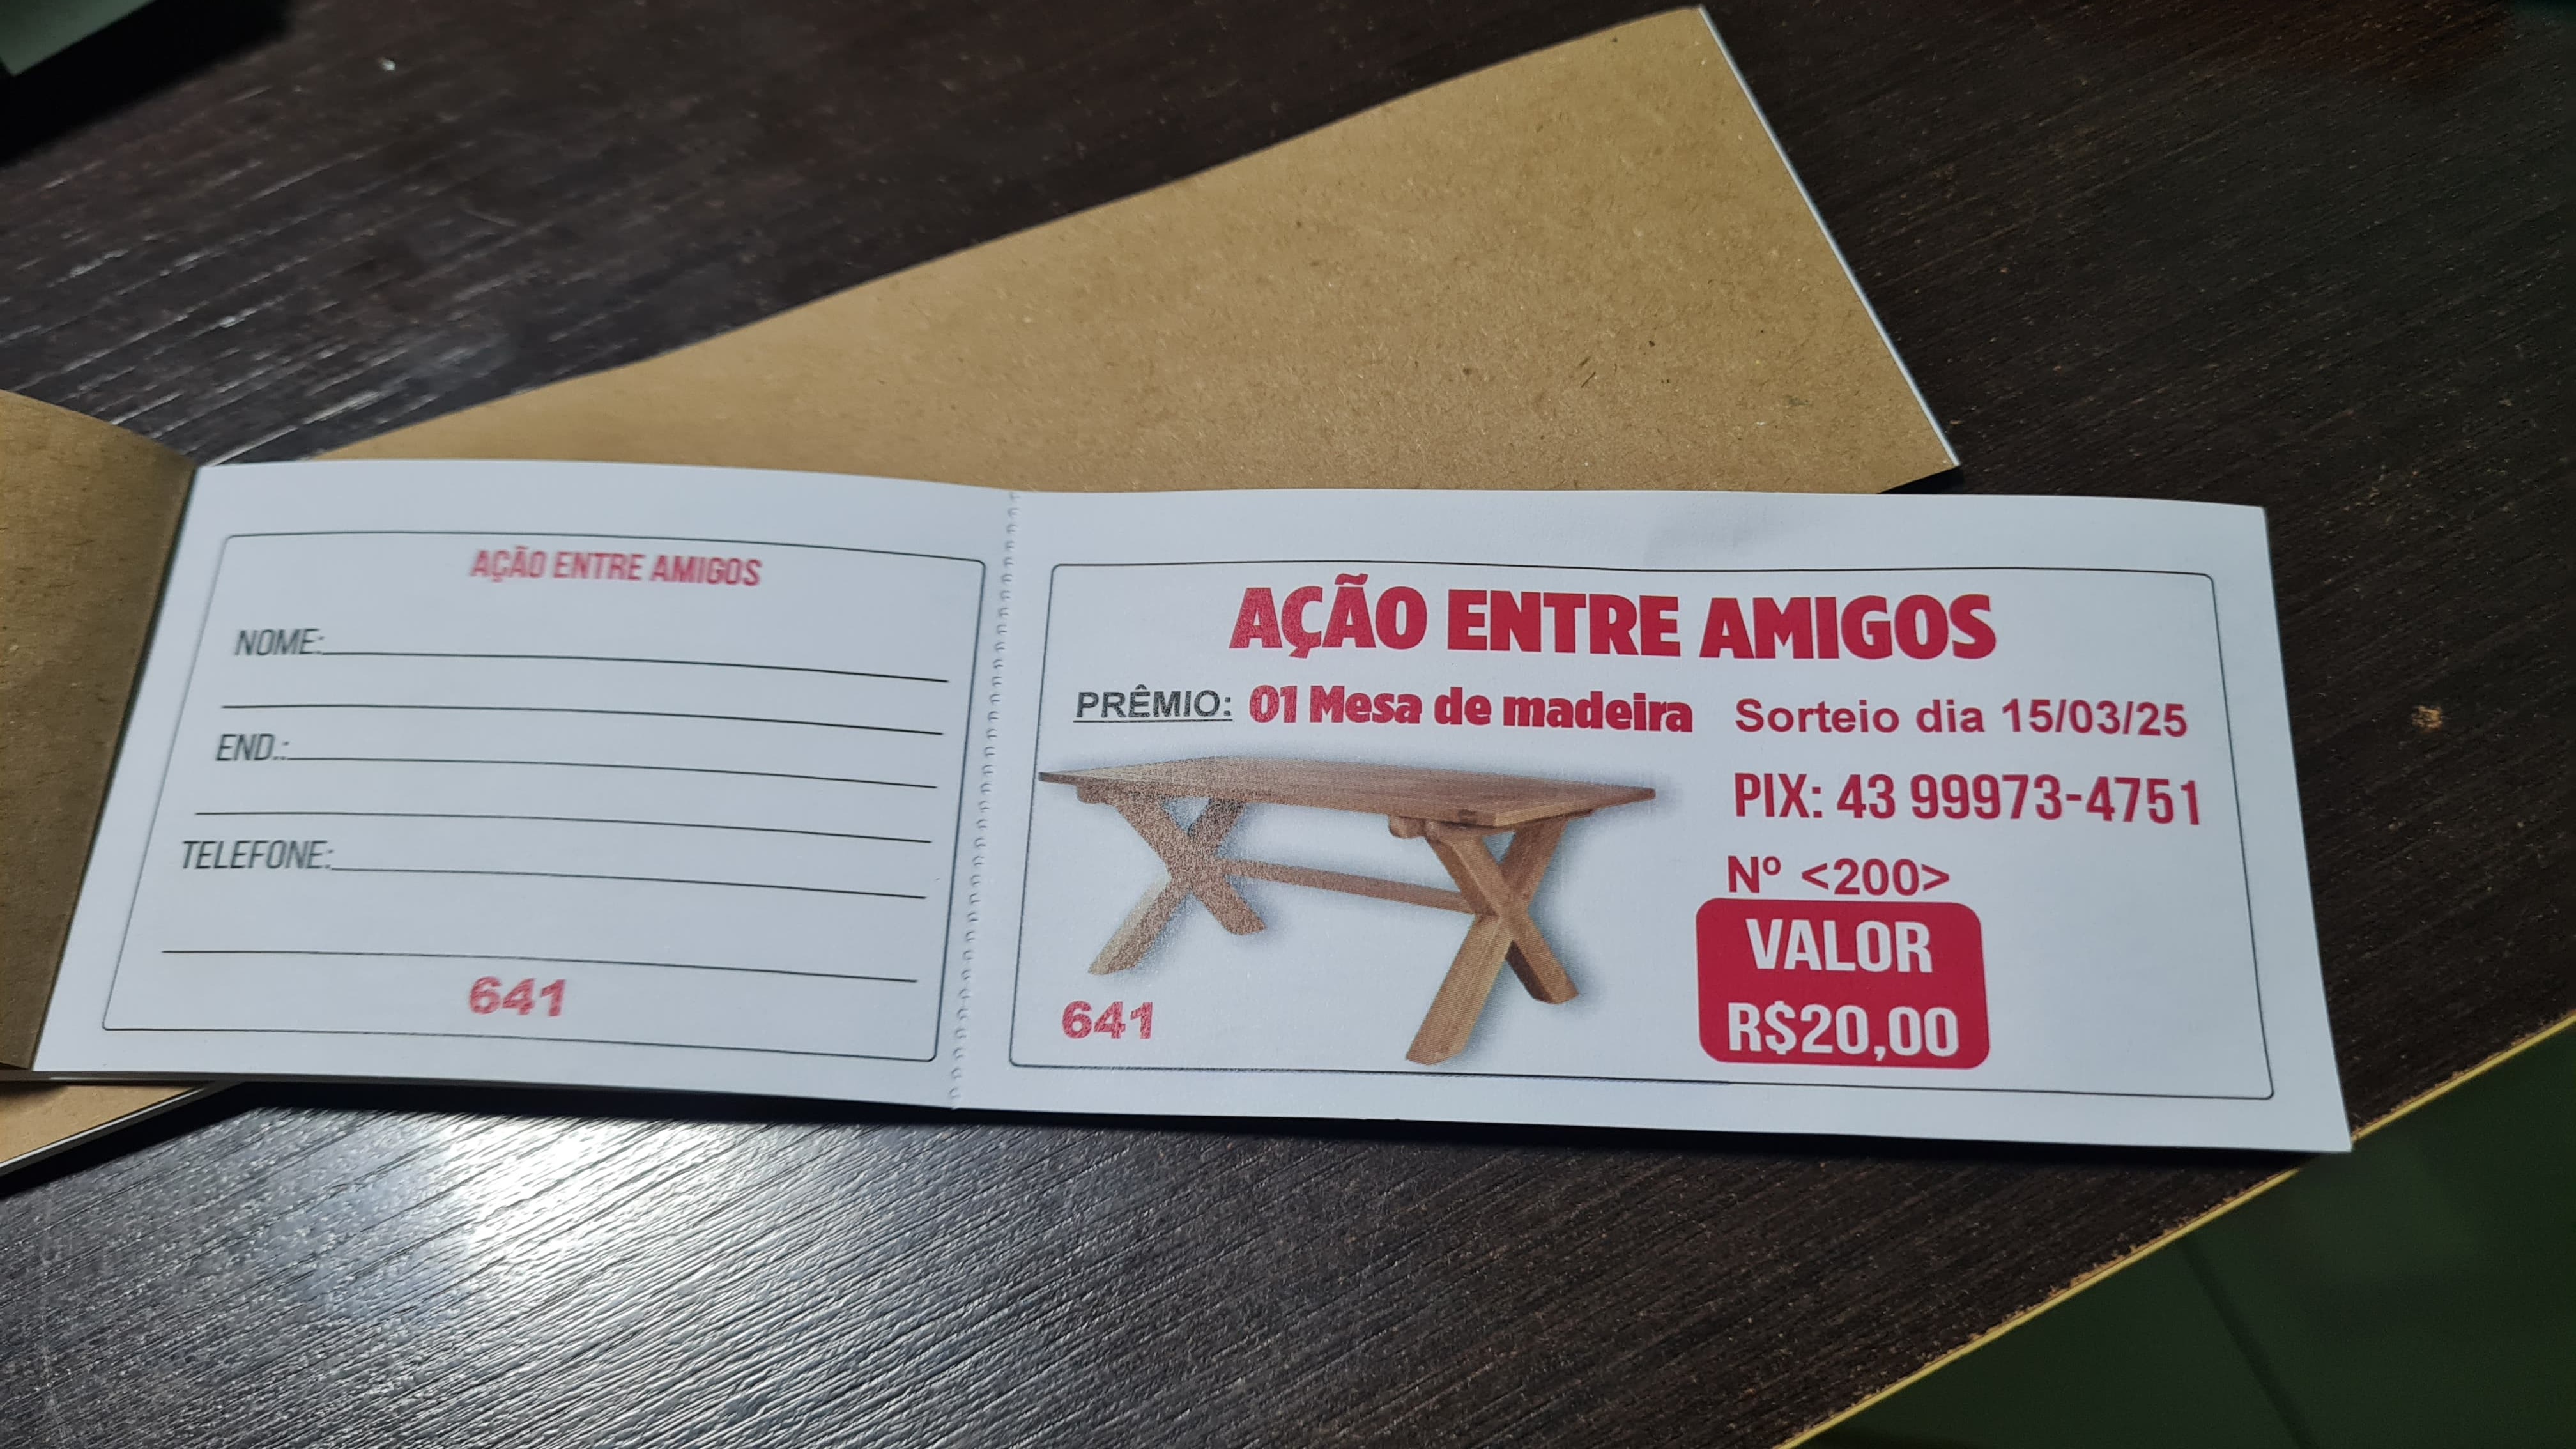 AÇÃO ENTRE AMIGOS
NOME:
END.:
TELEFONE:
641
AÇÃO ENTRE AMIGOS
PRÊMIO: 01 Mesa de madeira
Sorteio dia 15/03/25
PIX: 43 99973-4751
Nº <200>
VALOR
R$20,00
641